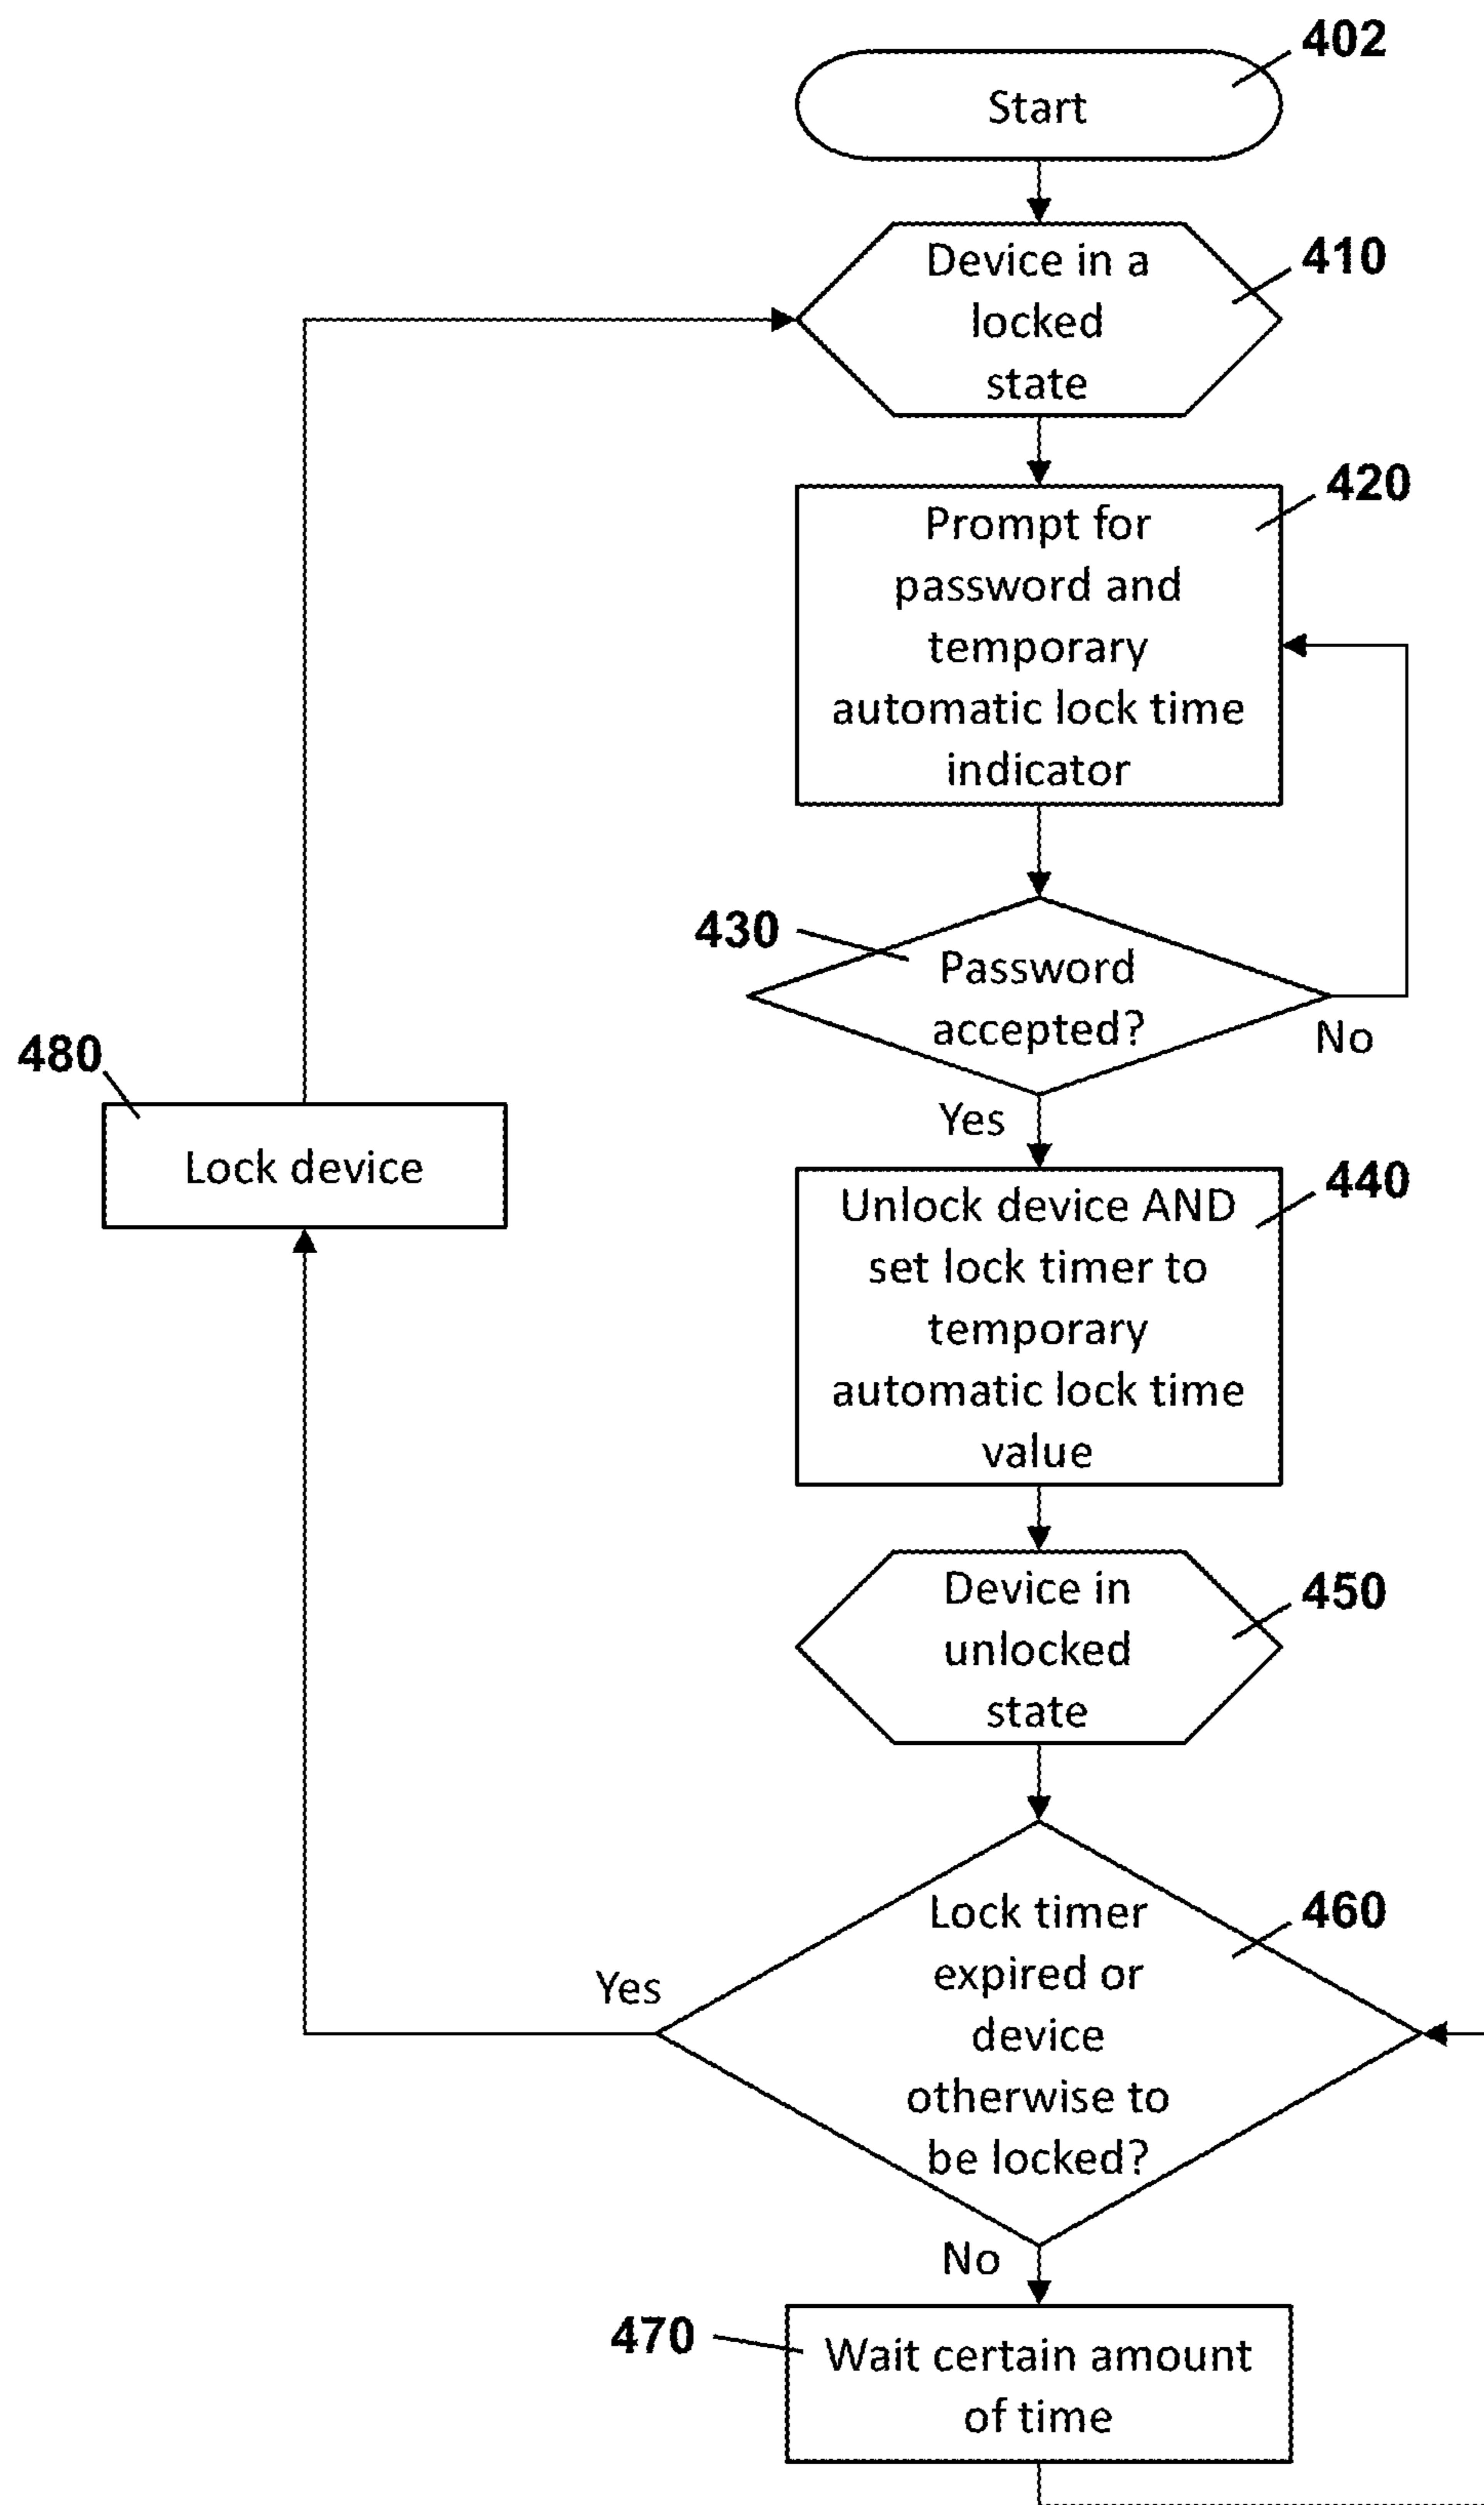 402
Start
410
Device in a
locked
state
420
Prompt for
password and
temporary
automatic lock time
indicator
430
Password
accepted?
No
480
Yes
Lock device
440
Unlock device AND
set lock timer to
temporary
automatic lock time
value
450
Device in
unlocked
state
460
Lock timer
expired or
device
otherwise to
be locked?
Yes
No
470
Wait certain amount
of time